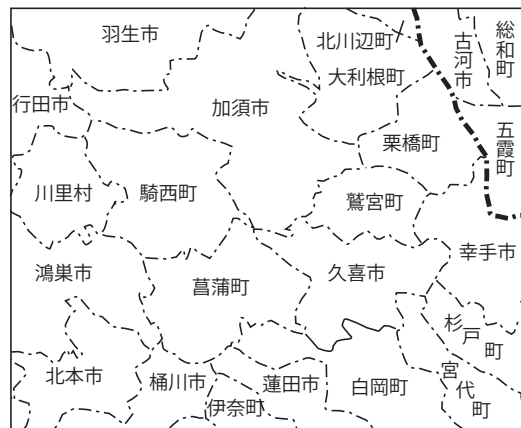 羽生市
北川辺町
古河市
総和町
大利根町
行田市
加須市
五霞町
栗橋町
川里村
騎西町
鷲宮町
幸手市
鴻巣市
菖蒲町
久喜市
杉戸町
北本市
桶川市
蓮田市
白岡町
宮代町
伊奈町